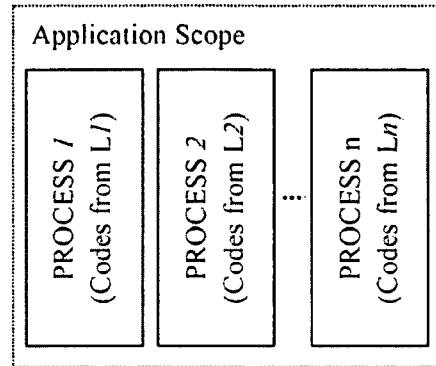 Application Scope
PROCESS 1
(Codes from L1)
PROCESS 2
(Codes from L2)
...
PROCESS n
(Codes from Ln)